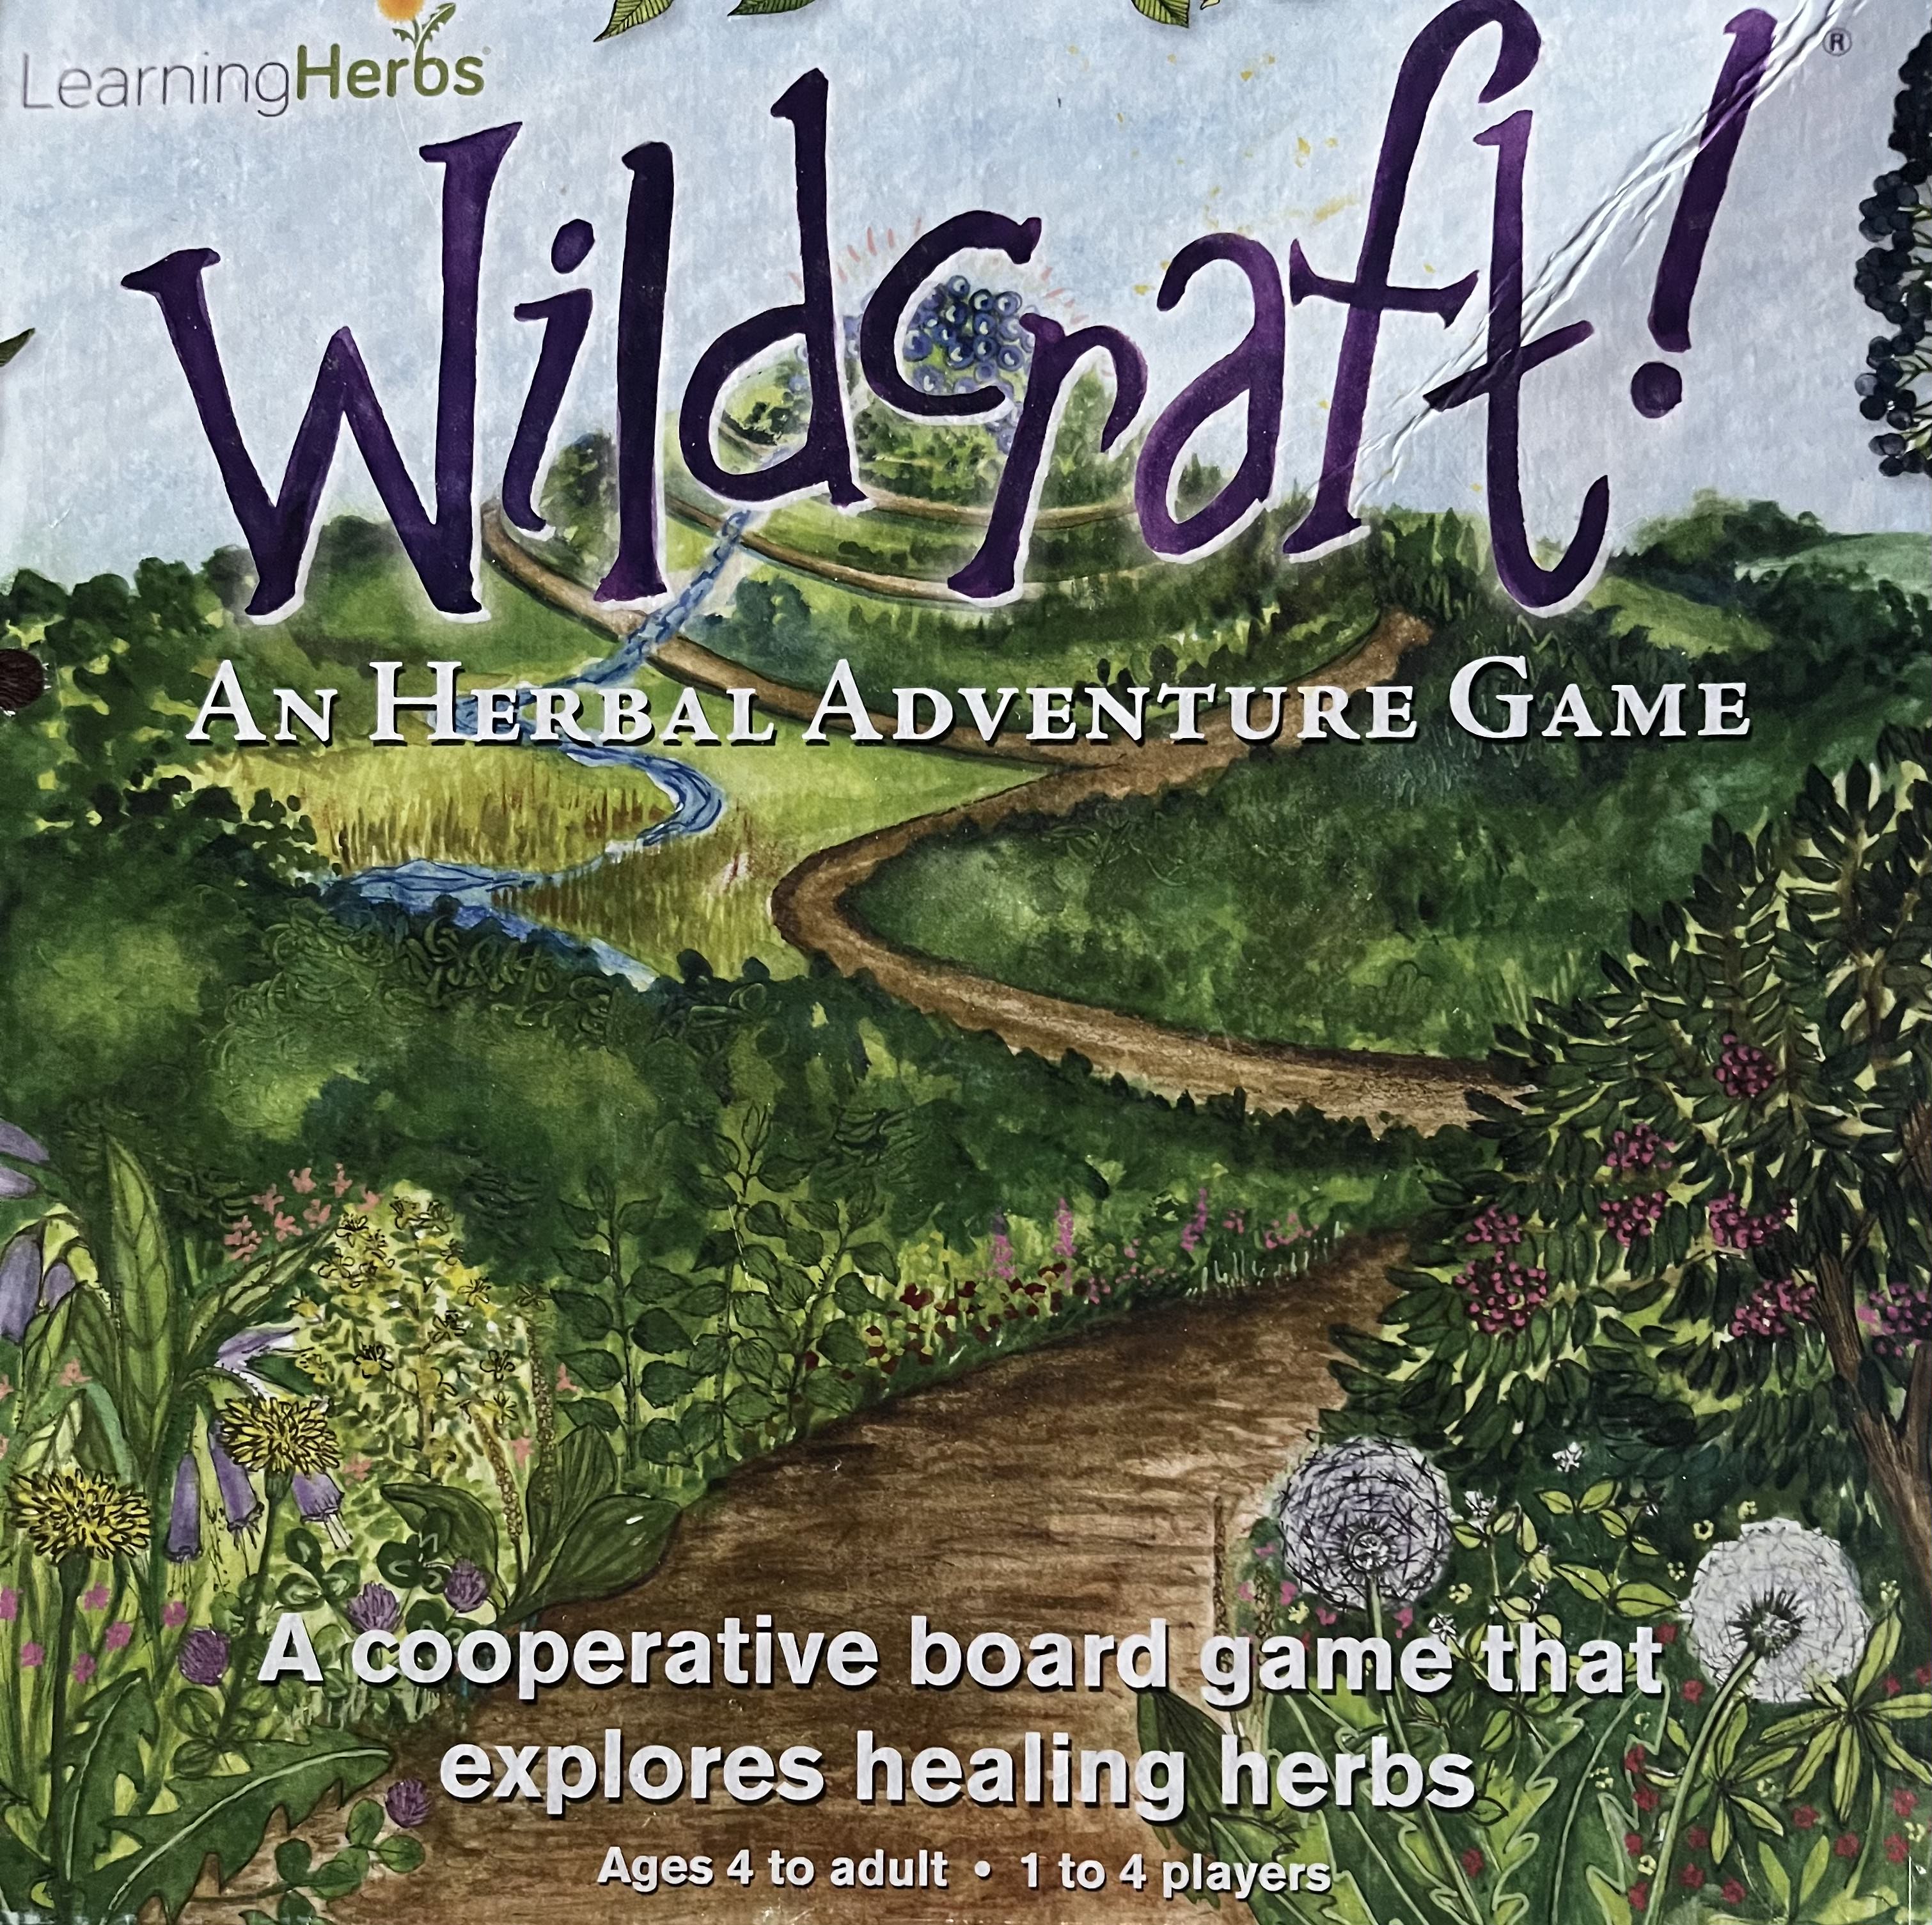 LearningHerbs®
Wildcraft!®
An Herbal Adventure Game
A cooperative board game that
explores healing herbs
Ages 4 to adult • 1 to 4 players